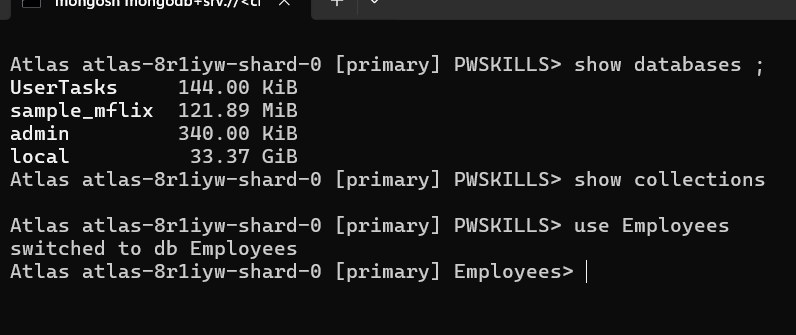 mongosh mongodb+srv://<cr
Atlas atlas-8r1iyw-shard-0 [primary] PWSKILLS> show databases ;
UserTasks     144.00 KiB
sample_mflix  121.89 MiB
admin         340.00 KiB
local          33.37 GiB
Atlas atlas-8r1iyw-shard-0 [primary] PWSKILLS> show collections
Atlas atlas-8r1iyw-shard-0 [primary] PWSKILLS> use Employees
switched to db Employees
Atlas atlas-8r1iyw-shard-0 [primary] Employees>